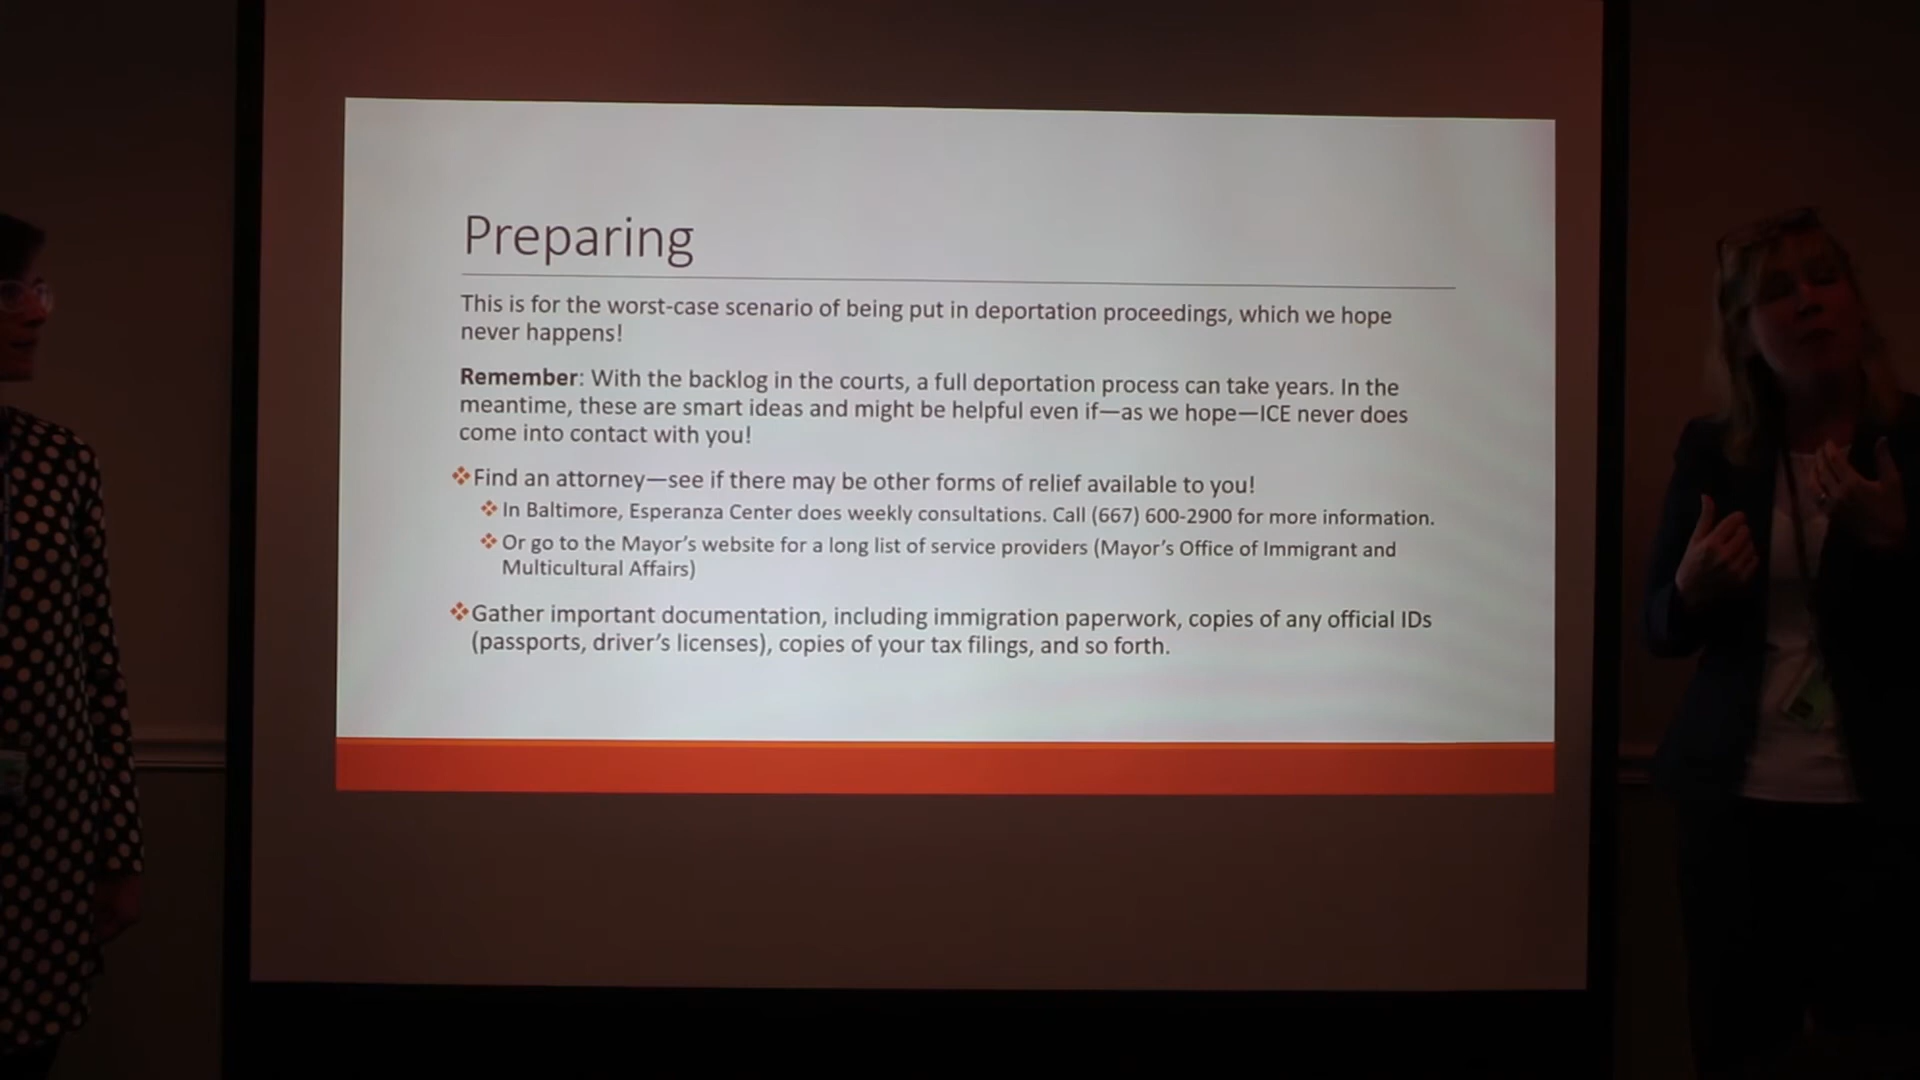 Preparing
This is for the worst-case scenario of being put in deportation proceedings, which we hope
never happens!
Remember: With the backlog in the courts, a full deportation process can take years. In the
meantime, these are smart ideas and might be helpful even if—as we hope—ICE never does
come into contact with you!
❖Find an attorney—see if there may be other forms of relief available to you!
❖In Baltimore, Esperanza Center does weekly consultations. Call (667) 600-2900 for more information.
❖Or go to the Mayor's website for a long list of service providers (Mayor's Office of Immigrant and
Multicultural Affairs)
❖Gather important documentation, including immigration paperwork, copies of any official IDs
(passports, driver's licenses), copies of your tax filings, and so forth.